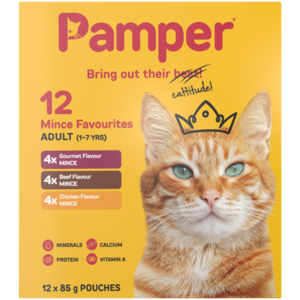 Pamper®
Bring out their best!
cattitude!
12
Mince Favourites
ADULT (1-7 YRS)
4x Gourmet Flavour MINCE
4x Beef Flavour MINCE
4x Chicken Flavour MINCE
MINERALS
CALCIUM
PROTEIN
VITAMIN A
12 x 85 g POUCHES